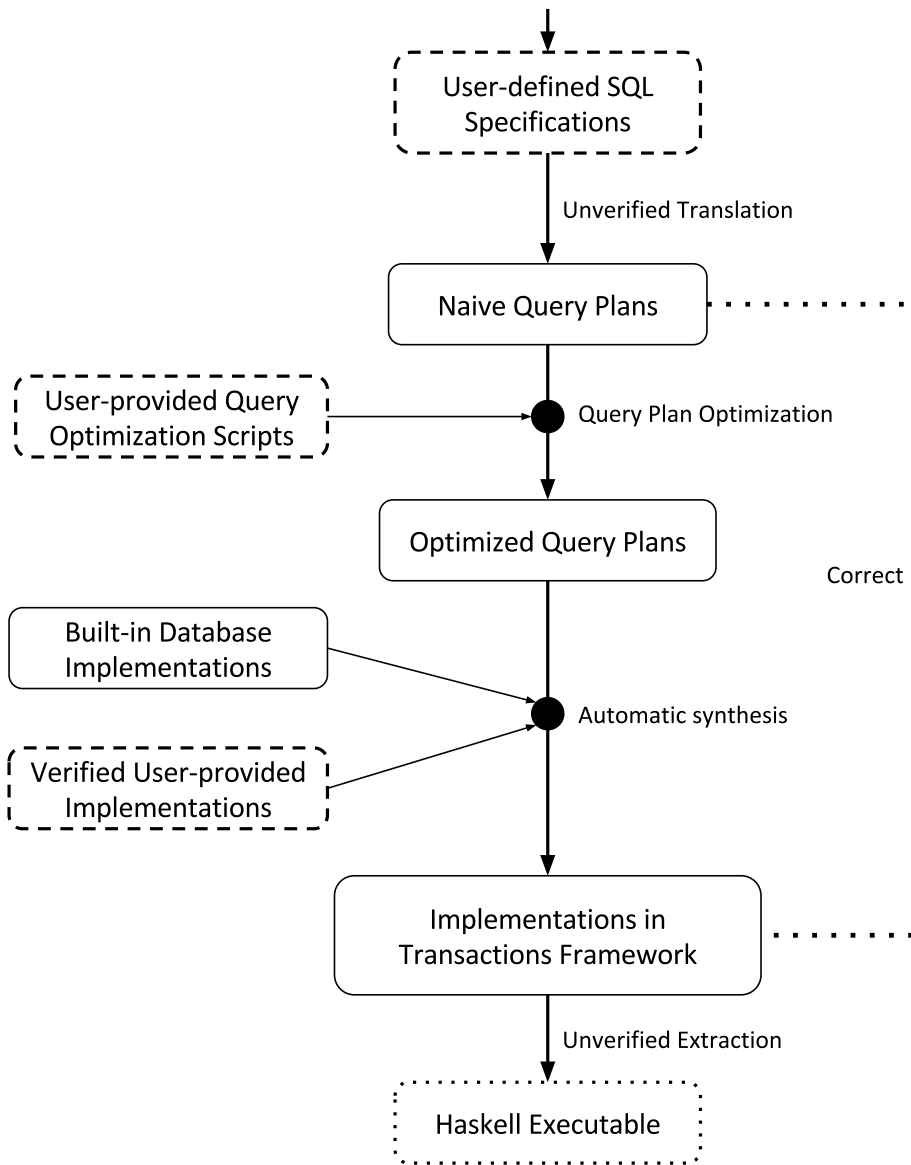 User-defined SQL
Specifications
Unverified Translation
Naive Query Plans
User-provided Query
Optimization Scripts
Query Plan Optimization
Optimized Query Plans
Correct
Built-in Database
Implementations
Automatic synthesis
Verified User-provided
Implementations
Implementations in
Transactions Framework
Unverified Extraction
Haskell Executable